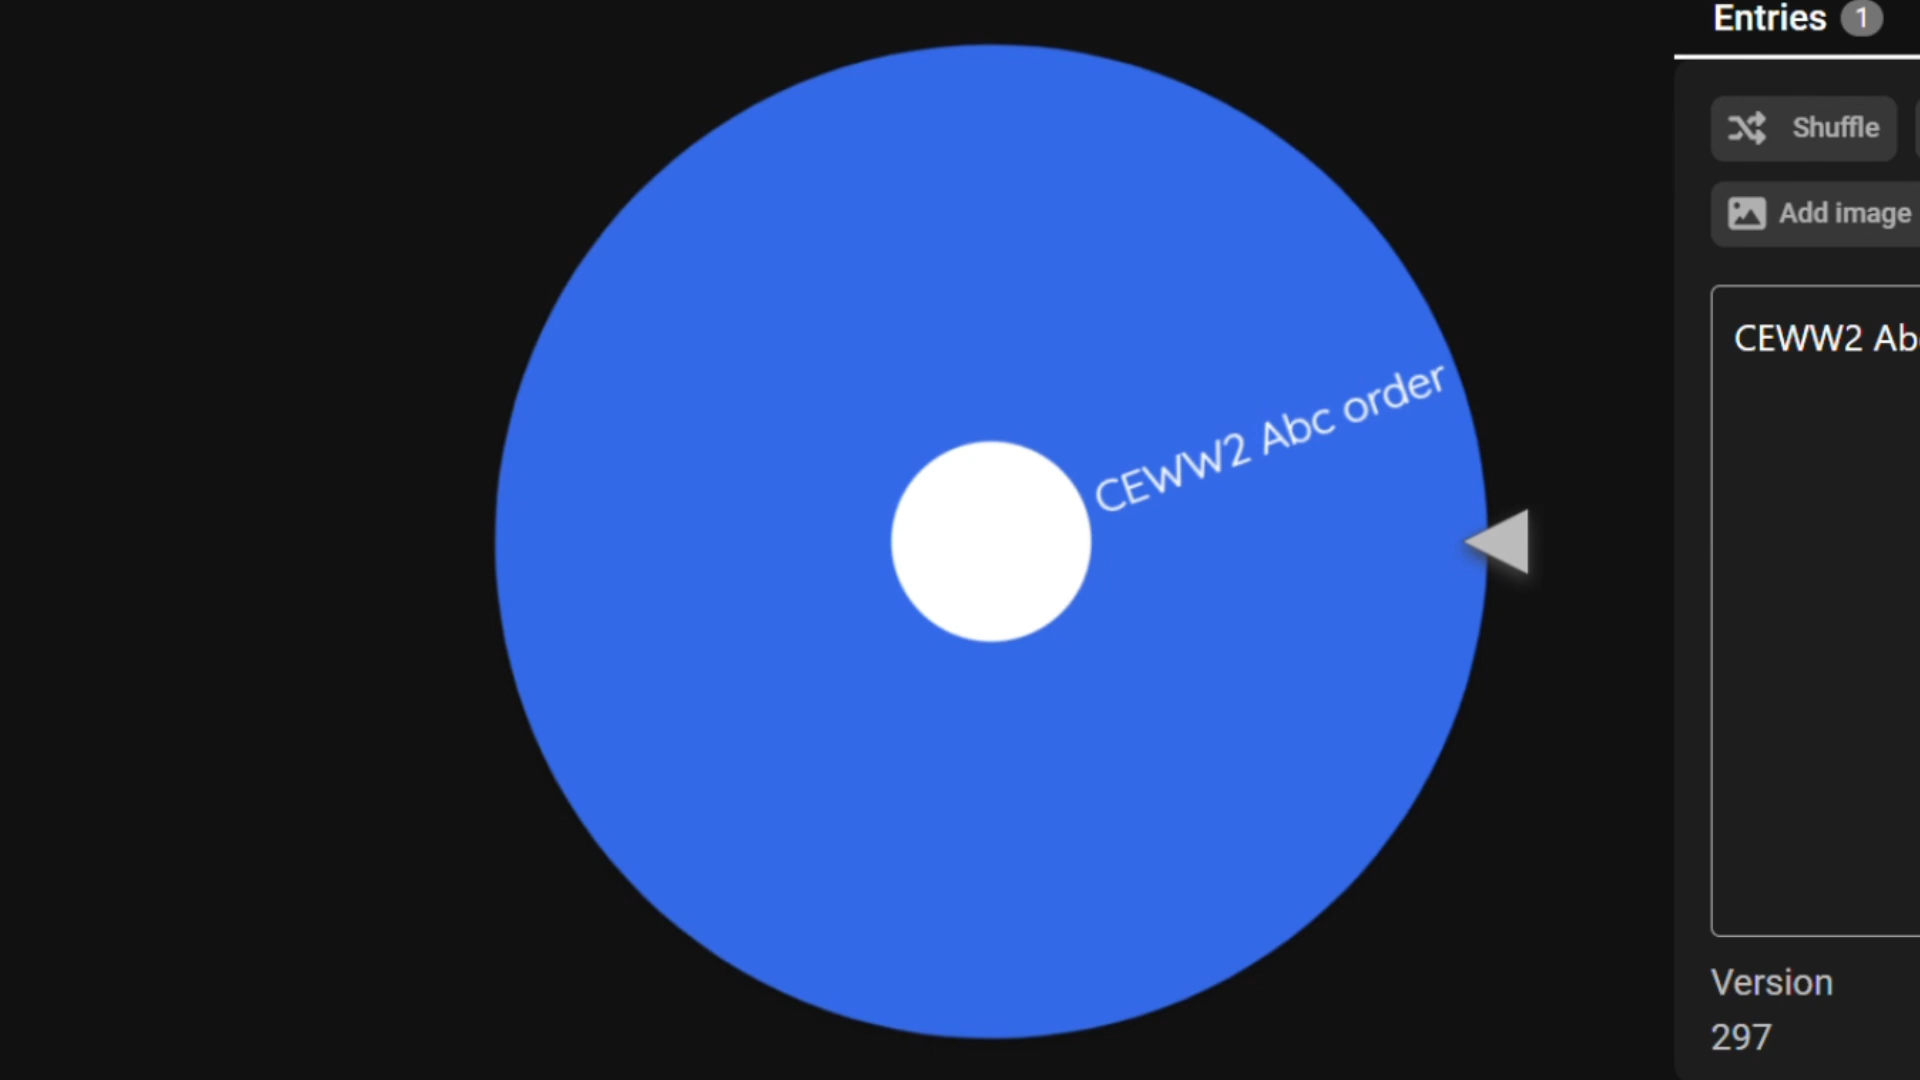 Entries 1
Shuffle
Add image
CEWW2 Abc order
CEWW2 Ab
Version
297